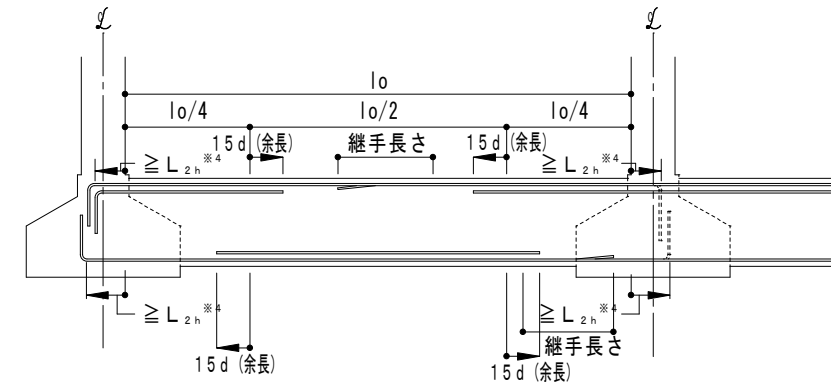 ℄ ℄
lo
lo/4 lo/2 lo/4
15d (余長) 継手長さ 15d (余長)
≧L2h※4 ≧L2h※4
≧L2h※4 ≧L2h※4
継手長さ
15d (余長) 15d (余長)